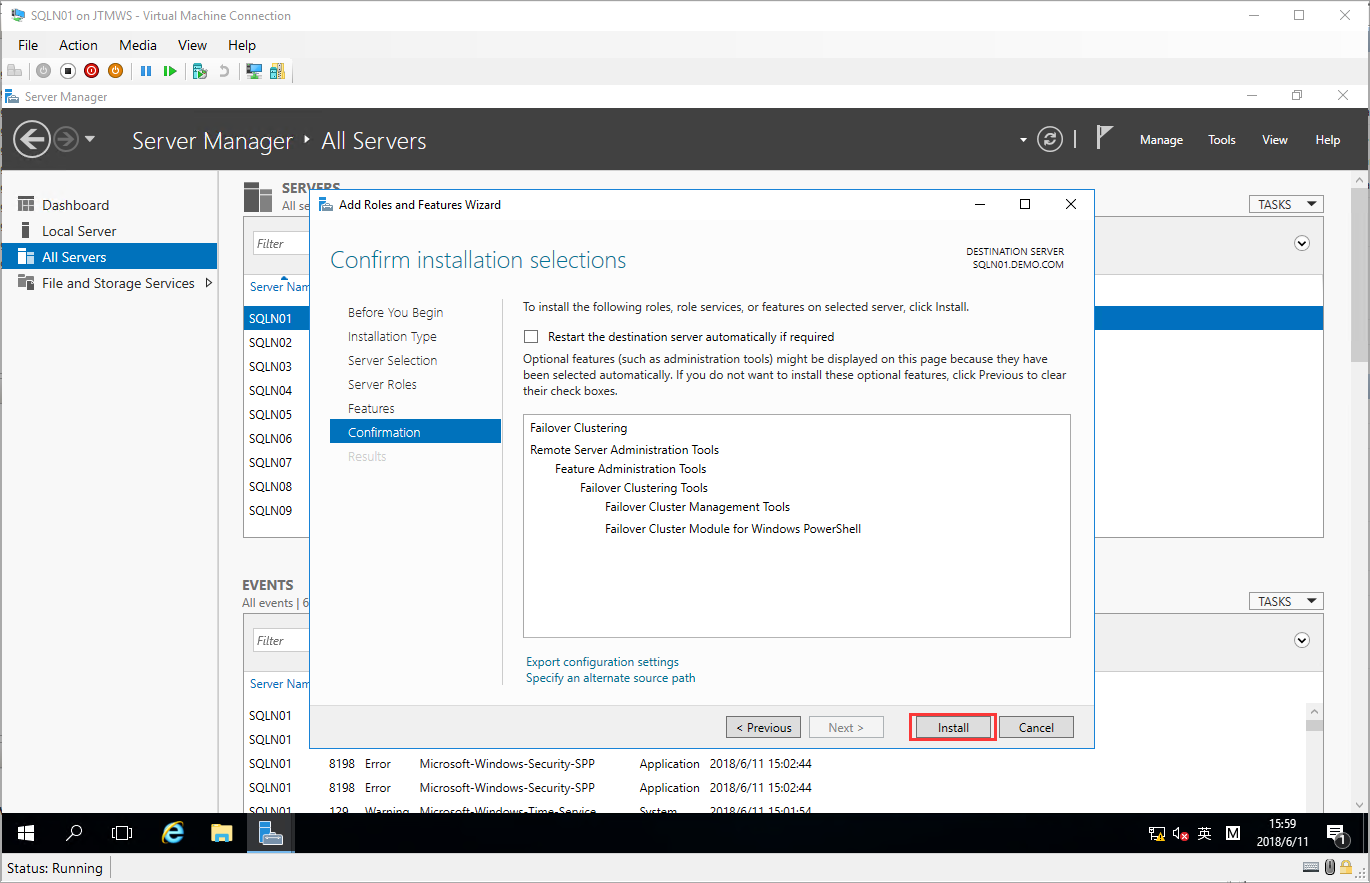 SQLN01 on JTMWS - Virtual Machine Connection
File Action Media View Help
Server Manager
Server Manager All Servers
Manage Tools View Help
Dashboard
Local Server
All Servers
File and Storage Services
SERVERS
All se
TASKS
Filter
Server Nam
SQLN01
SQLN02
SQLN03
SQLN04
SQLN05
SQLN06
SQLN07
SQLN08
SQLN09
Add Roles and Features Wizard
Confirm installation selections
DESTINATION SERVER
SQLN01.DEMO.COM
Before You Begin
Installation Type
Server Selection
Server Roles
Features
Confirmation
Results
To install the following roles, role services, or features on selected server, click Install.
Restart the destination server automatically if required
Optional features (such as administration tools) might be displayed on this page because they have
been selected automatically. If you do not want to install these optional features, click Previous to clear
their check boxes.
Failover Clustering
Remote Server Administration Tools
Feature Administration Tools
Failover Clustering Tools
Failover Cluster Management Tools
Failover Cluster Module for Windows PowerShell
Export configuration settings
Specify an alternate source path
< Previous Next > Install Cancel
EVENTS
All events | 6
TASKS
Filter
Server Nam
SQLN01
SQLN01
SQLN01 8198 Error Microsoft-Windows-Security-SPP Application 2018/6/11 15:02:44
SQLN01 8198 Error Microsoft-Windows-Security-SPP Application 2018/6/11 15:02:44
SQLN01 129 Warning Microsoft-Windows-Time-Service System 2018/6/11 15:01:54
英 M
15:59
2018/6/11
1
Status: Running